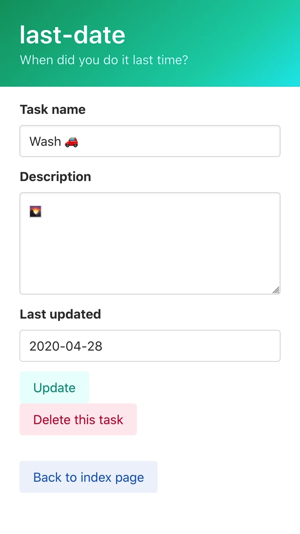 last-date
When did you do it last time?
Task name
Wash 🚗
Description
🌄
Last updated
2020-04-28
Update
Delete this task
Back to index page